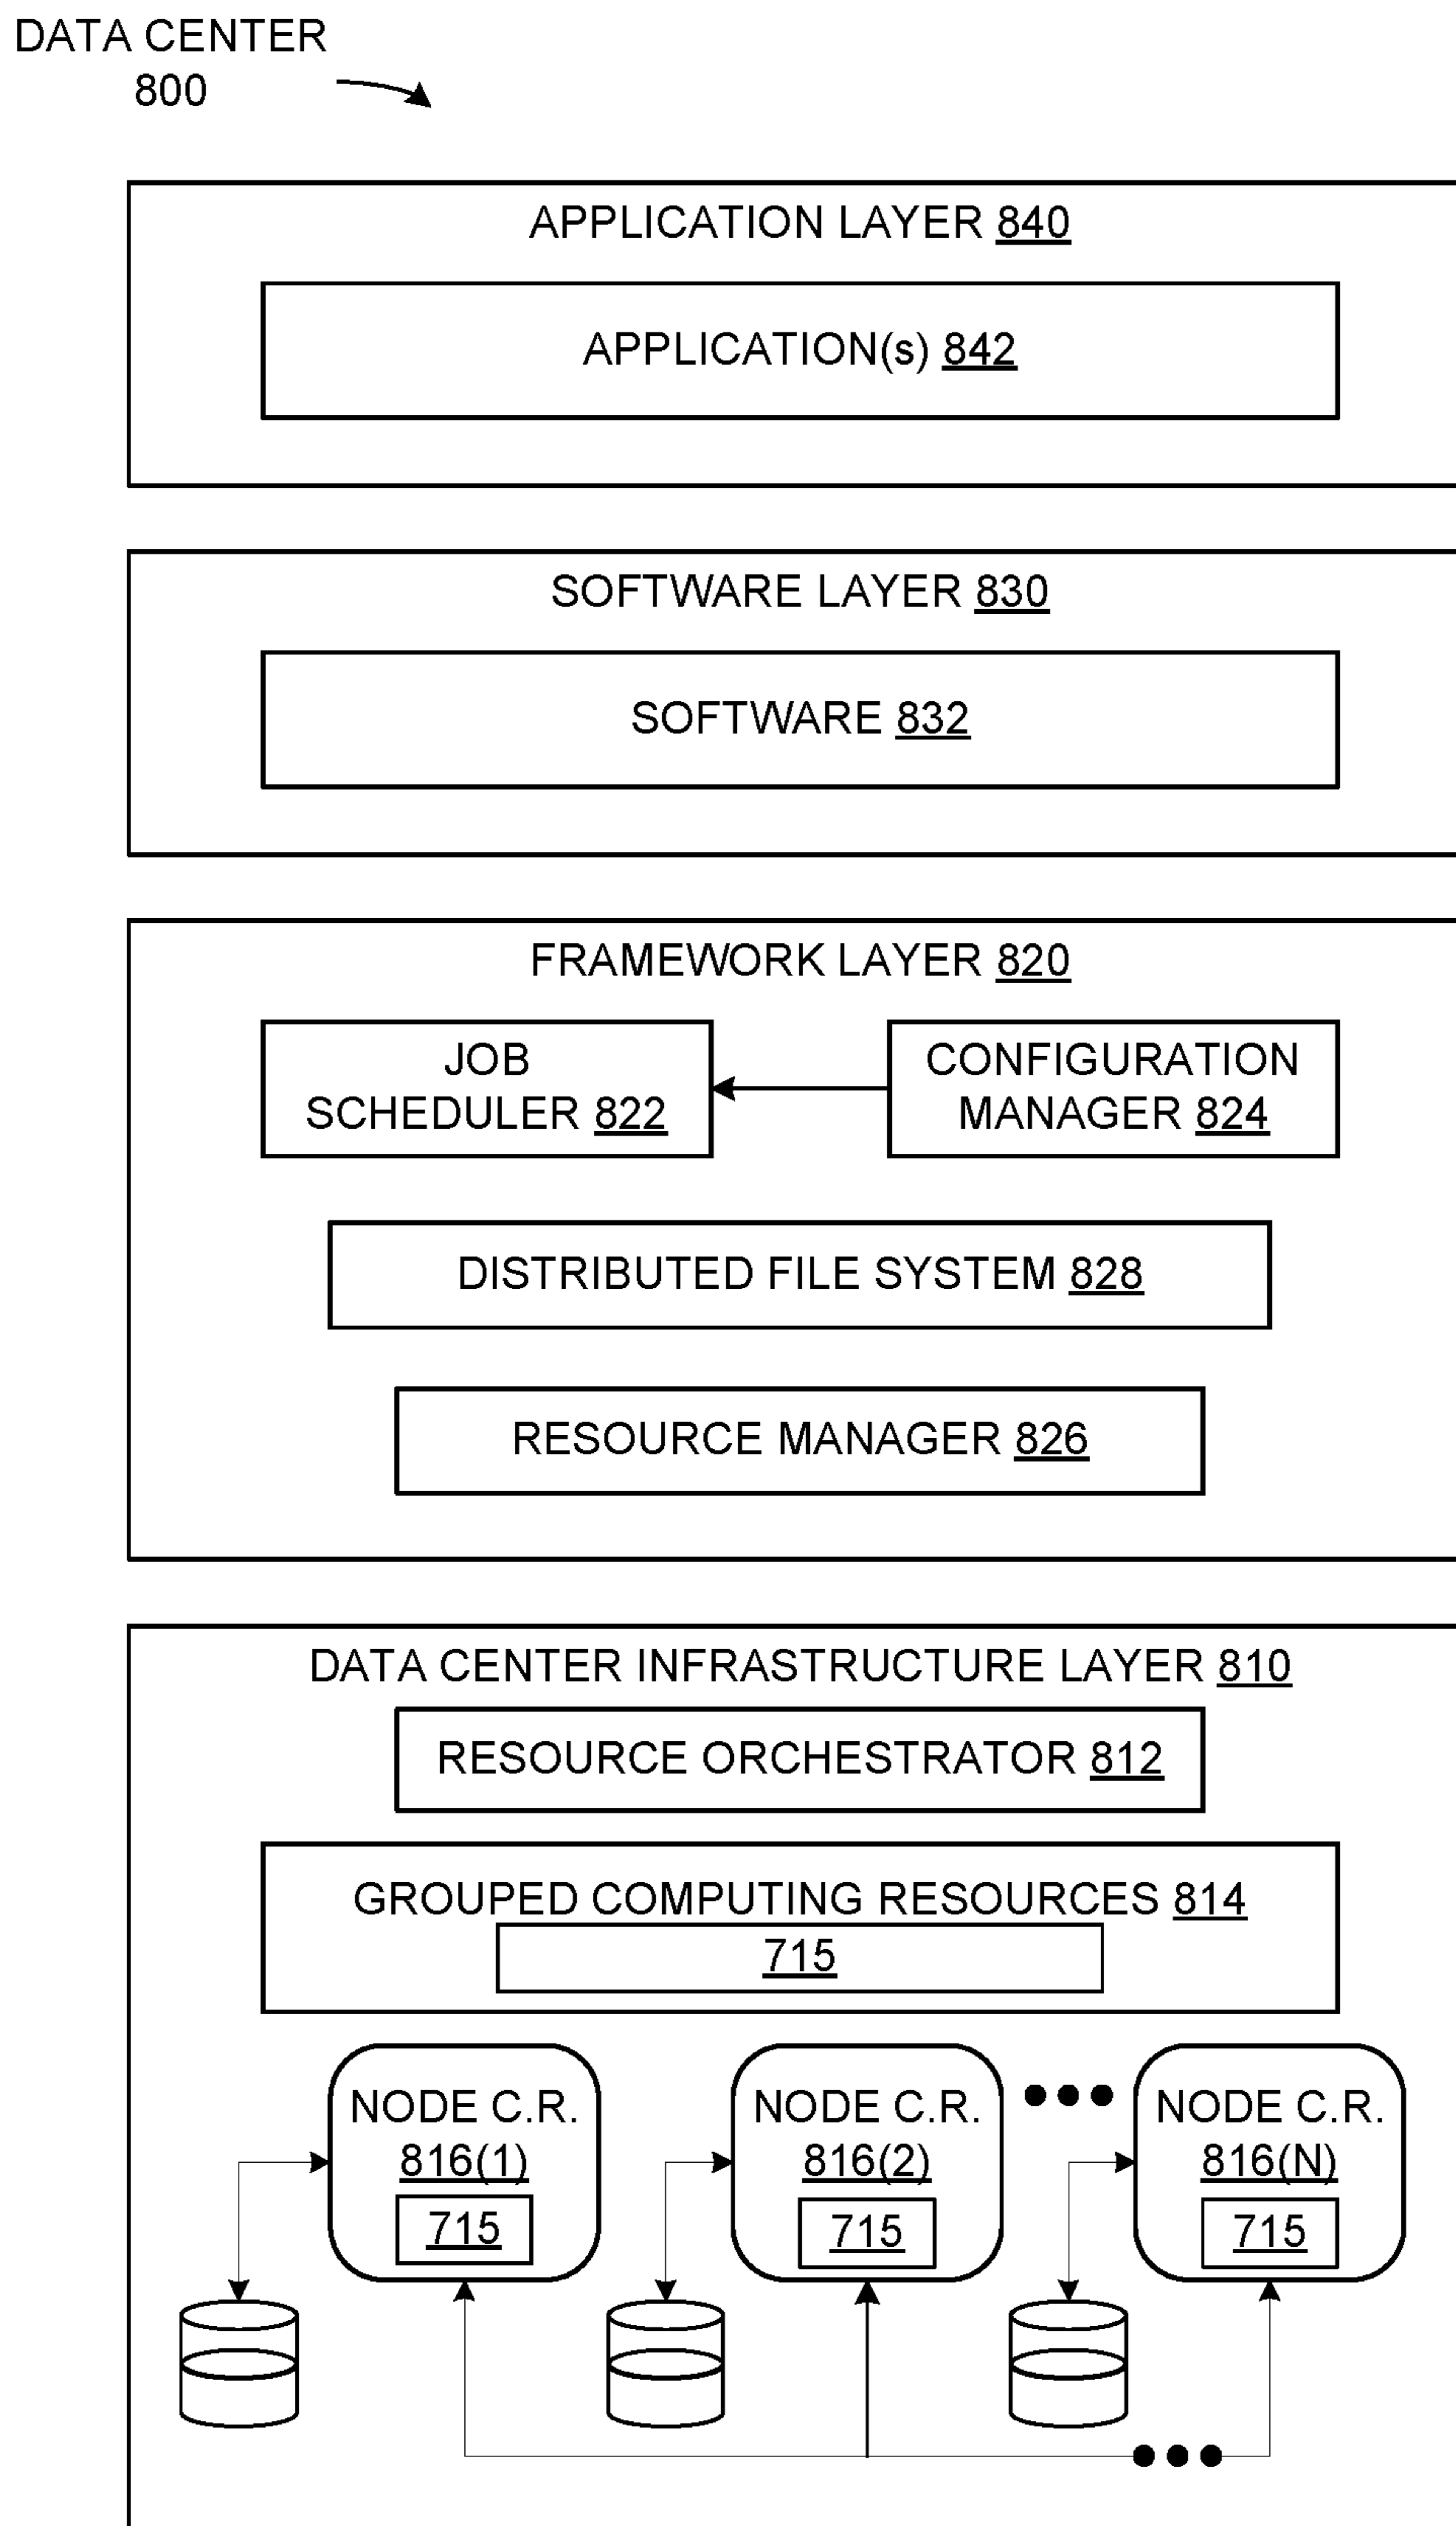 DATA CENTER
800
APPLICATION LAYER 840
APPLICATION(s) 842
SOFTWARE LAYER 830
SOFTWARE 832
FRAMEWORK LAYER 820
JOB
SCHEDULER 822
CONFIGURATION
MANAGER 824
DISTRIBUTED FILE SYSTEM 828
RESOURCE MANAGER 826
DATA CENTER INFRASTRUCTURE LAYER 810
RESOURCE ORCHESTRATOR 812
GROUPED COMPUTING RESOURCES 814
715
NODE C.R.
816(1)
715
NODE C.R.
816(2)
715
NODE C.R.
816(N)
715